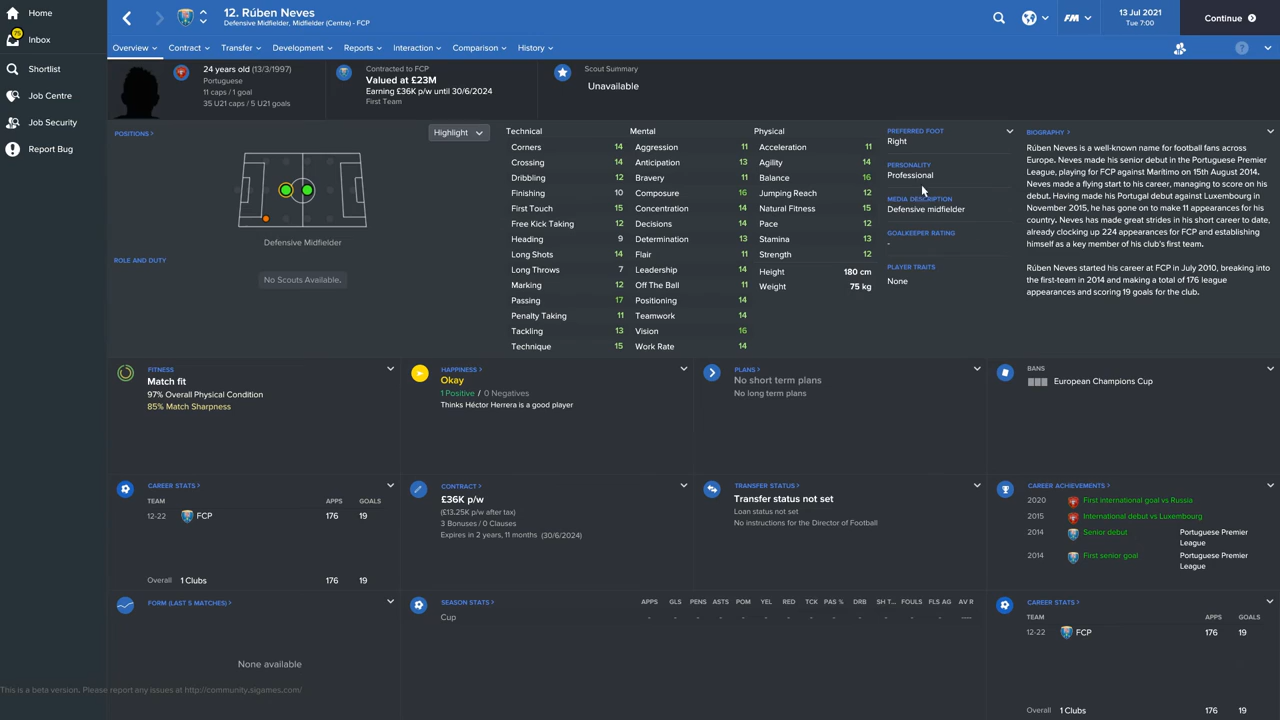 Home
Inbox
75
Shortlist
Job Centre
Job Security
Report Bug
12. Rúben Neves
Defensive Midfielder, Midfielder (Centre) - FCP
FM
13 Jul 2021
Tue 7:00
Continue
Overview
Contract
Transfer
Development
Reports
Interaction
Comparison
History
24 years old (13/3/1997)
Portuguese
11 caps / 1 goal
35 U21 caps / 5 U21 goals
Contracted to FCP
Valued at £23M
Earning £36K p/w until 30/6/2024
First Team
Scout Summary
Unavailable
POSITIONS >
Highlight
Defensive Midfielder
ROLE AND DUTY
No Scouts Available.
Technical
Corners 14
Crossing 14
Dribbling 12
Finishing 10
First Touch 15
Free Kick Taking 12
Heading 9
Long Shots 14
Long Throws 7
Marking 12
Passing 17
Penalty Taking 11
Tackling 13
Technique 15
Mental
Aggression 11
Anticipation 13
Bravery 11
Composure 16
Concentration 14
Decisions 14
Determination 13
Flair 11
Leadership 14
Off The Ball 11
Positioning 14
Teamwork 14
Vision 16
Work Rate 14
Physical
Acceleration 11
Agility 14
Balance 16
Jumping Reach 12
Natural Fitness 15
Pace 12
Stamina 13
Strength 12
Height 180 cm
Weight 75 kg
PREFERRED FOOT
Right
PERSONALITY
Professional
MEDIA DESCRIPTION
Defensive midfielder
GOALKEEPER RATING
-
PLAYER TRAITS
None
BIOGRAPHY >
Rúben Neves is a well-known name for football fans across
Europe. Neves made his senior debut in the Portuguese Premier
League, playing for FCP against Marítimo on 15th August 2014.
Neves made a flying start to his career, managing to score on his
debut. Having made his Portugal debut against Luxembourg in
November 2015, he has gone on to make 11 appearances for his
country. Neves has made great strides in his short career to date,
already clocking up 224 appearances for FCP and establishing
himself as a key member of his club's first team.
Rúben Neves started his career at FCP in July 2010, breaking into
the first-team in 2014 and making a total of 176 league
appearances and scoring 19 goals for the club.
FITNESS
Match fit
97% Overall Physical Condition
85% Match Sharpness
HAPPINESS >
Okay
1 Positive / 0 Negatives
Thinks Héctor Herrera is a good player
PLANS >
No short term plans
No long term plans
BANS
European Champions Cup
CAREER STATS >
TEAM APPS GOALS
12-22 FCP 176 19
Overall 1 Clubs 176 19
CONTRACT >
£36K p/w
(£13.25K p/w after tax)
3 Bonuses / 0 Clauses
Expires in 2 years, 11 months (30/6/2024)
TRANSFER STATUS >
Transfer status not set
Loan status not set
No instructions for the Director of Football
CAREER ACHIEVEMENTS >
2020 First international goal vs Russia
2015 International debut vs Luxembourg
2014 Senior debut Portuguese Premier
League
2014 First senior goal Portuguese Premier
League
FORM (LAST 5 MATCHES) >
None available
SEASON STATS >
APPS GLS PENS ASTS POM YEL RED TCK PAS % DRB SH T... FOULS FLS AG AV R
Cup - - - - - - - - - - - - - —
CAREER STATS >
TEAM APPS GOALS
12-22 FCP 176 19
Overall 1 Clubs 176 19
This is a beta version. Please report any issues at http://community.sigames.com/